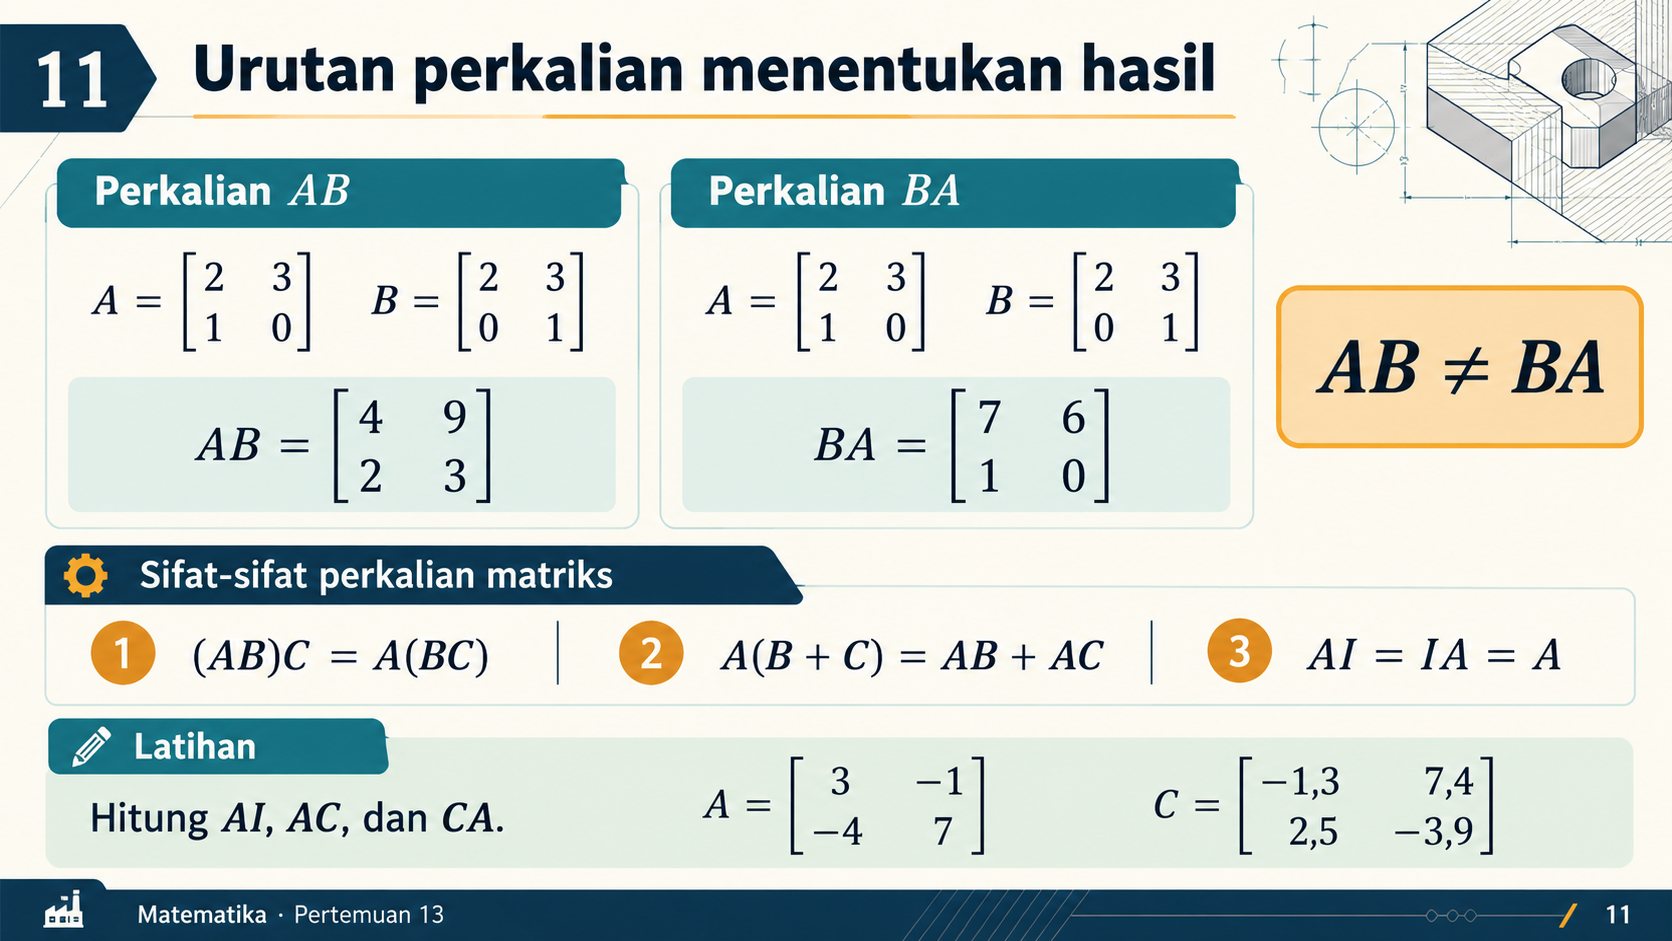 11
Urutan perkalian menentukan hasil
Perkalian AB
A = [2 3; 1 0] B = [2 3; 0 1]
AB = [4 9; 2 3]
Perkalian BA
A = [2 3; 1 0] B = [2 3; 0 1]
BA = [7 6; 1 0]
AB ≠ BA
Sifat-sifat perkalian matriks
1 (AB)C = A(BC)
2 A(B + C) = AB + AC
3 AI = IA = A
Latihan
Hitung AI, AC, dan CA.
A = [3 −1; −4 7]
C = [−1,3 7,4; 2,5 −3,9]
Matematika · Pertemuan 13
11